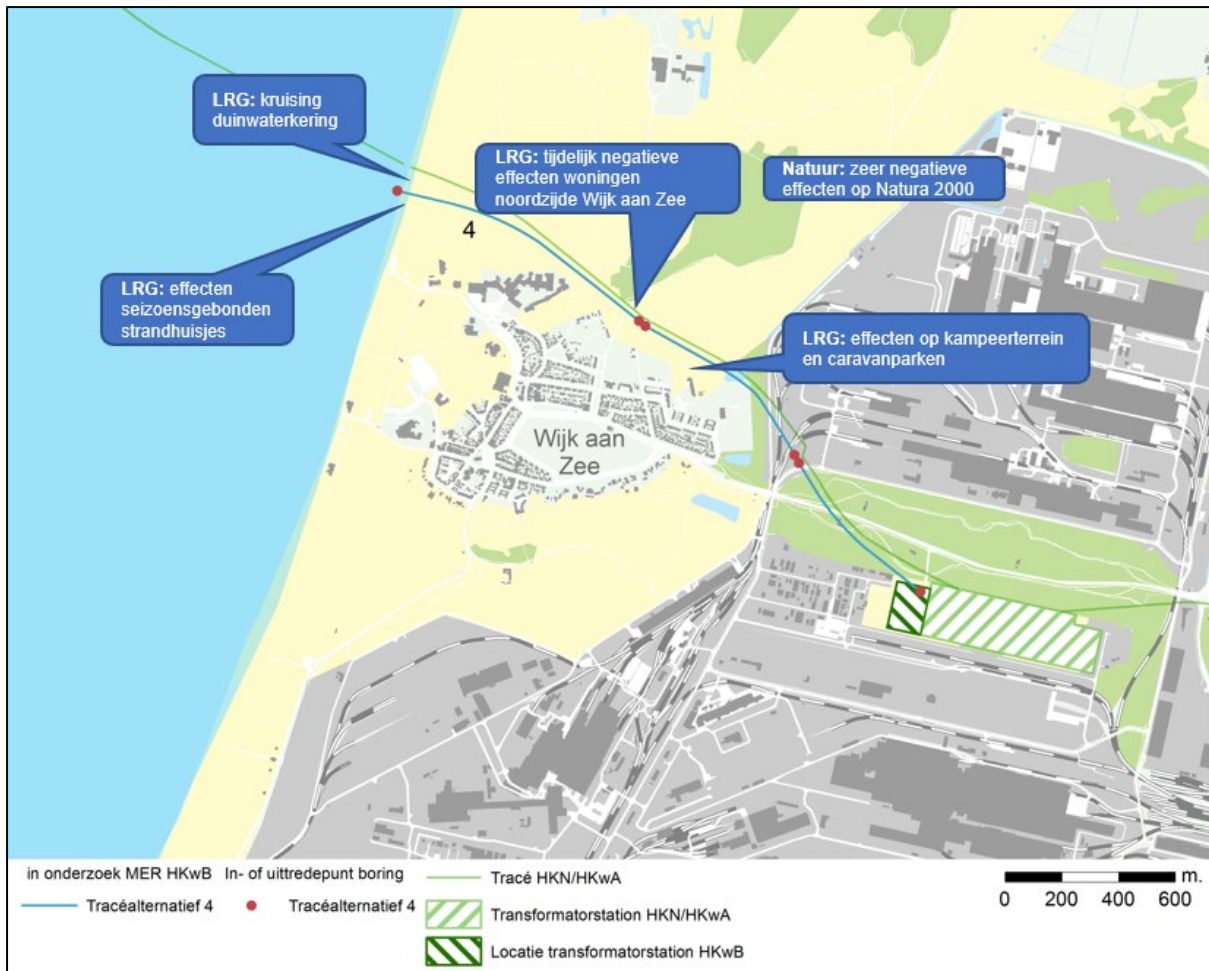 LRG: kruising
duinwaterkering
LRG: tijdelijk negatieve
effecten woningen
noordzijde Wijk aan Zee
Natuur: zeer negatieve
effecten op Natura 2000
4
LRG: effecten
seizoensgebonden
strandhuisjes
LRG: effecten op kampeerterrein
en caravanparken
Wijk aan
Zee
in onderzoek MER HKwB
Tracéalternatief 4
In- of uittredepunt boring
Tracéalternatief 4
Tracé HKN/HKwA
Transformatorstation HKN/HKwA
Locatie transformatorstation HKwB
m.
0 200 400 600